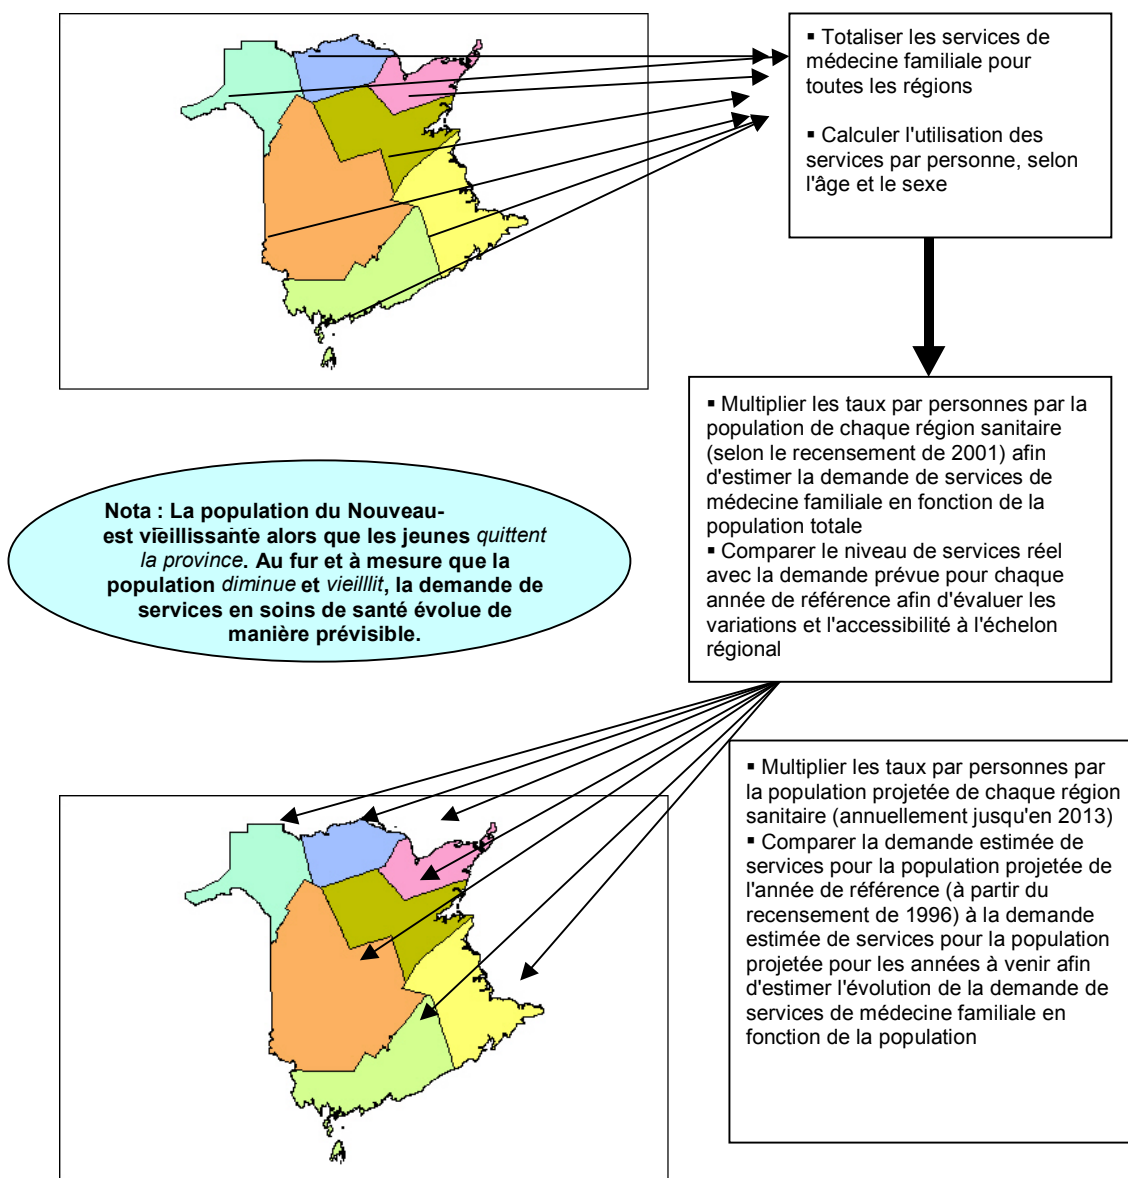 ▪ Totaliser les services de
médecine familiale pour
toutes les régions
▪ Calculer l'utilisation des
services par personne, selon
l'âge et le sexe
▪ Multiplier les taux par personnes par la
population de chaque région sanitaire
(selon le recensement de 2001) afin
d'estimer la demande de services de
médecine familiale en fonction de la
population totale
▪ Comparer le niveau de services réel
avec la demande prévue pour chaque
année de référence afin d'évaluer les
variations et l'accessibilité à l'échelon
régional
Nota : La population du Nouveau-
est vieillissante alors que les jeunes quittent
la province. Au fur et à mesure que la
population diminue et vieilllit, la demande de
services en soins de santé évolue de
manière prévisible.
▪ Multiplier les taux par personnes par
la population projetée de chaque région
sanitaire (annuellement jusqu'en 2013)
▪ Comparer la demande estimée de
services pour la population projetée de
l'année de référence (à partir du
recensement de 1996) à la demande
estimée de services pour la population
projetée pour les années à venir afin
d'estimer l'évolution de la demande de
services de médecine familiale en
fonction de la population